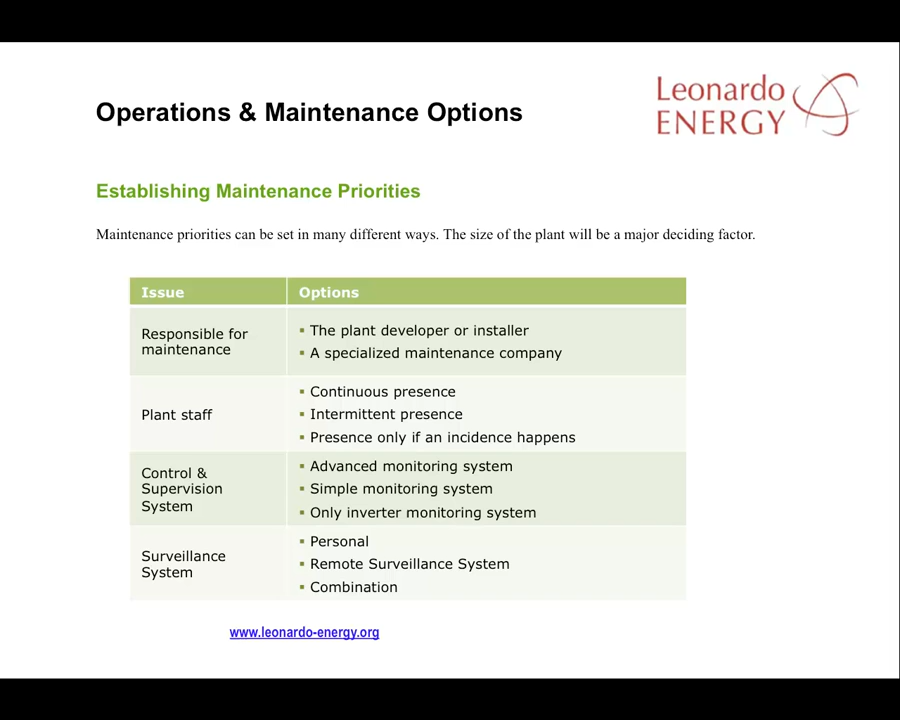 Leonardo
ENERGY
Operations & Maintenance Options
Establishing Maintenance Priorities
Maintenance priorities can be set in many different ways. The size of the plant will be a major deciding factor.
Issue
Options
Responsible for
maintenance
▪ The plant developer or installer
▪ A specialized maintenance company
Plant staff
▪ Continuous presence
▪ Intermittent presence
▪ Presence only if an incidence happens
Control &
Supervision
System
▪ Advanced monitoring system
▪ Simple monitoring system
▪ Only inverter monitoring system
Surveillance
System
▪ Personal
▪ Remote Surveillance System
▪ Combination
www.leonardo-energy.org